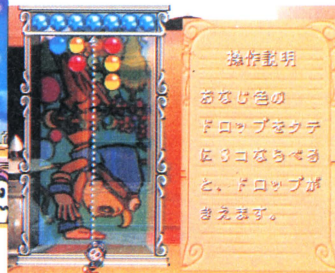 操作説明
おなじ色の
ドロップをタテ
に3コならべる
と、ドロップが
きえます。